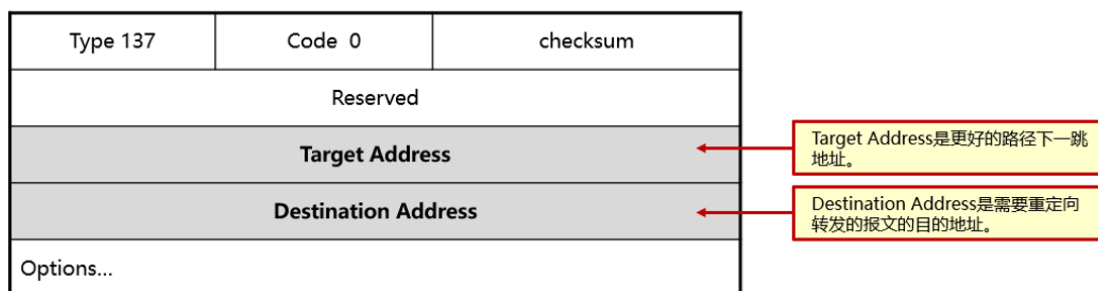 Type 137
Code 0
checksum
Reserved
Target Address
Target Address是更好的路径下一跳
地址。
Destination Address
Destination Address是需要重定向
转发的报文的目的地址。
Options...